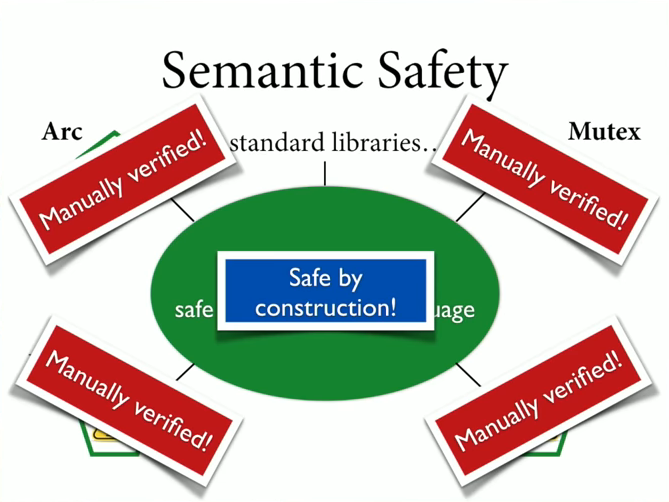 Semantic Safety
Arc
standard libraries..
Mutex
Manually verified!
Manually verified!
Safe by
construction!
safe
uage
Manually verified!
Manually verified!